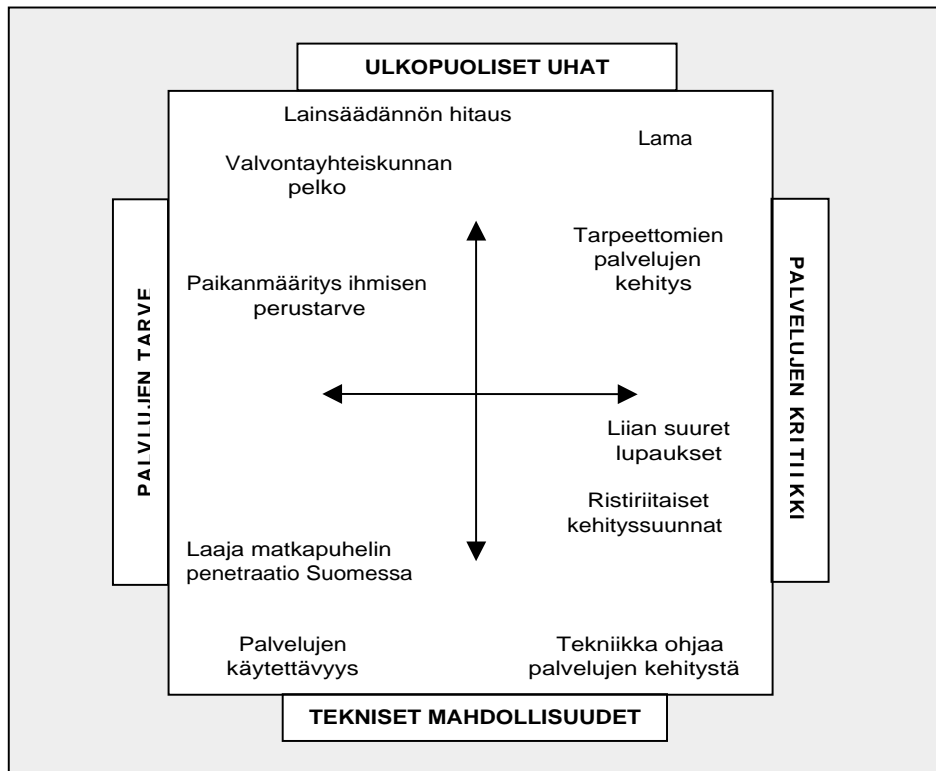 ULKOPUOLISET UHAT
Lainsäädännön hitaus
Lama
Valvontayhteiskunnan
pelko
Tarpeettomien
palvelujen
kehitys
Paikanmääritys ihmisen
perustarve
PALVLUJEN TARVE
PALVELUJEN KRITIIKKI
Liian suuret
lupaukset
Ristiriitaiset
kehityssuunnat
Laaja matkapuhelin
penetraatio Suomessa
Palvelujen
käytettävyys
Tekniikka ohjaa
palvelujen kehitystä
TEKNISET MAHDOLLISUUDET